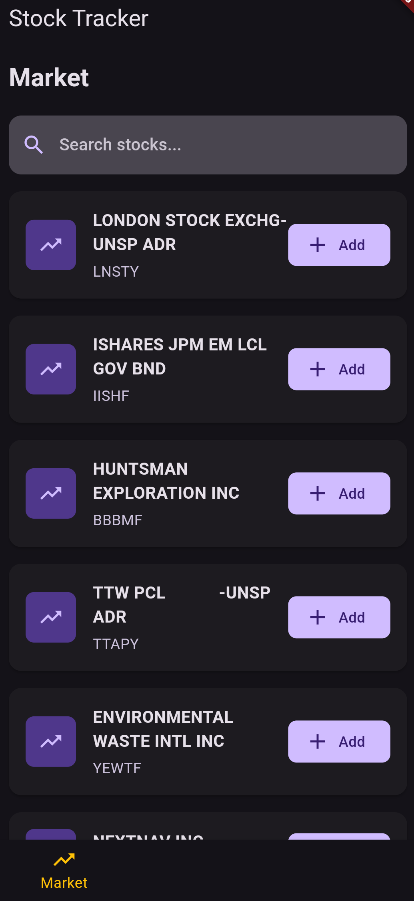 Stock Tracker
Market
Search stocks...
LONDON STOCK EXCHG-
UNSP ADR
LNSTY
Add
ISHARES JPM EM LCL
GOV BND
IISHF
Add
HUNTSMAN
EXPLORATION INC
BBBMF
Add
TTW PCL -UNSP
ADR
TTAPY
Add
ENVIRONMENTAL
WASTE INTL INC
YEWTF
Add
NEXTNAV INC
Market